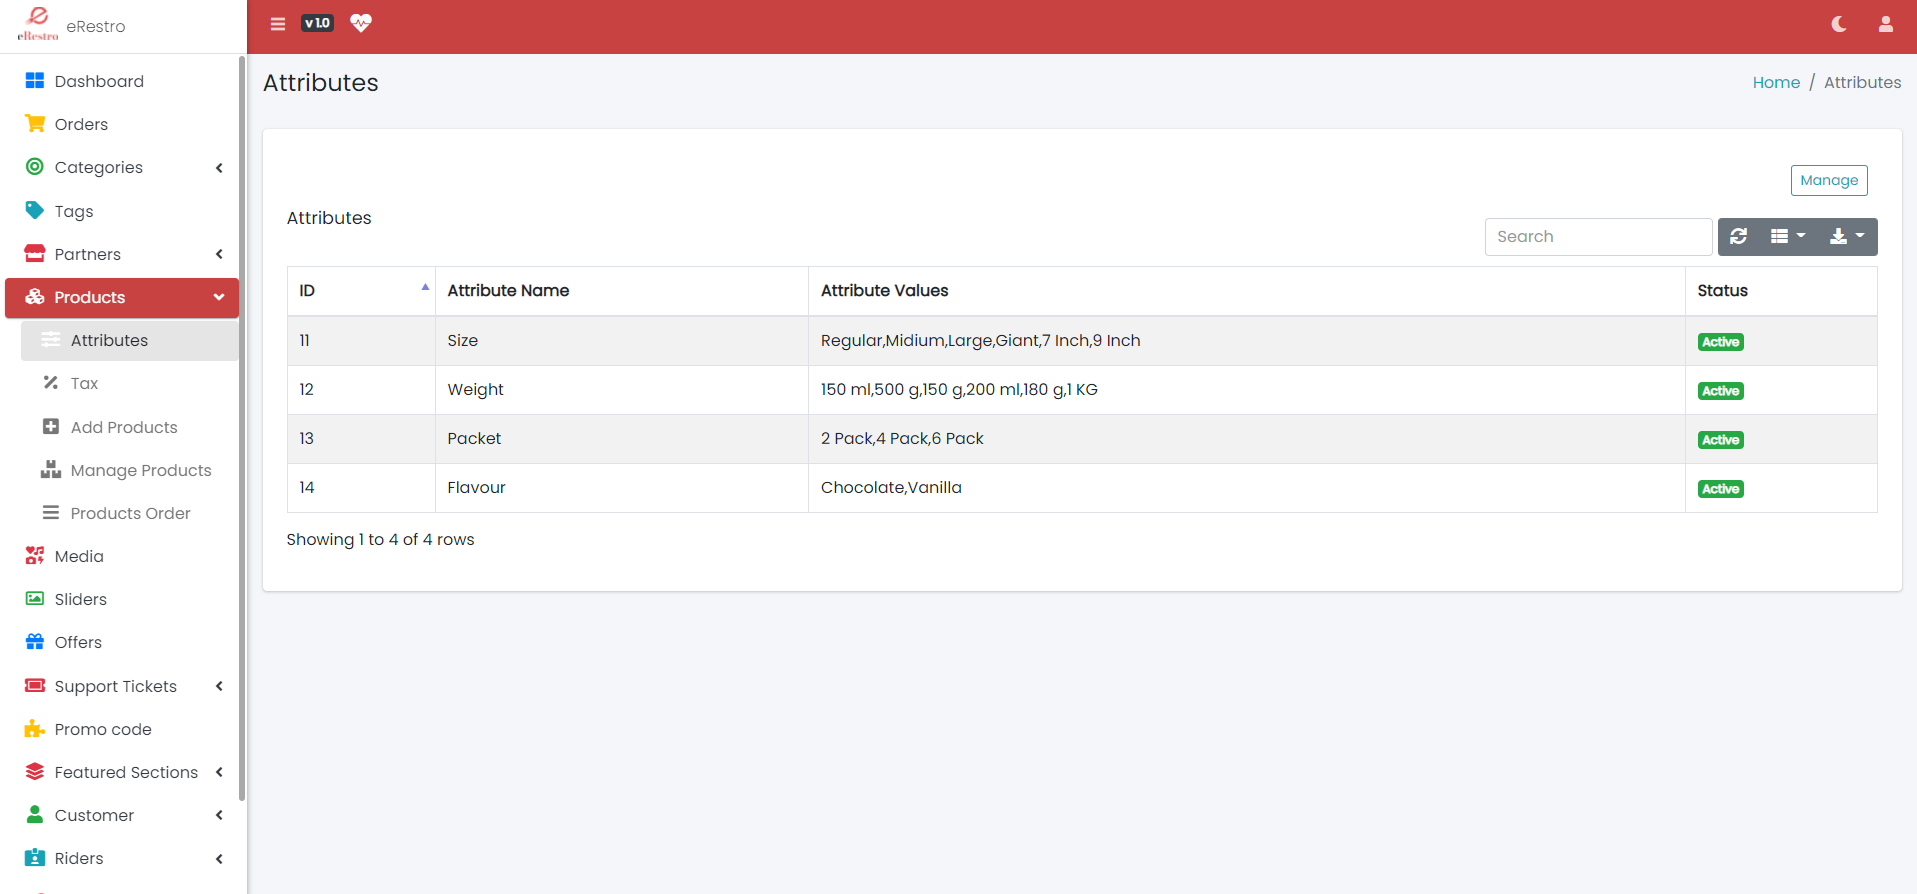 eRestro
eRestro
v 1.0
Dashboard
Orders
Categories
Tags
Partners
Products
Attributes
Tax
Add Products
Manage Products
Products Order
Media
Sliders
Offers
Support Tickets
Promo code
Featured Sections
Customer
Riders
Attributes
Home / Attributes
Manage
Attributes
Search
ID Attribute Name Attribute Values Status
11 Size Regular,Midium,Large,Giant,7 Inch,9 Inch Active
12 Weight 150 ml,500 g,150 g,200 ml,180 g,1 KG Active
13 Packet 2 Pack,4 Pack,6 Pack Active
14 Flavour Chocolate,Vanilla Active
Showing 1 to 4 of 4 rows